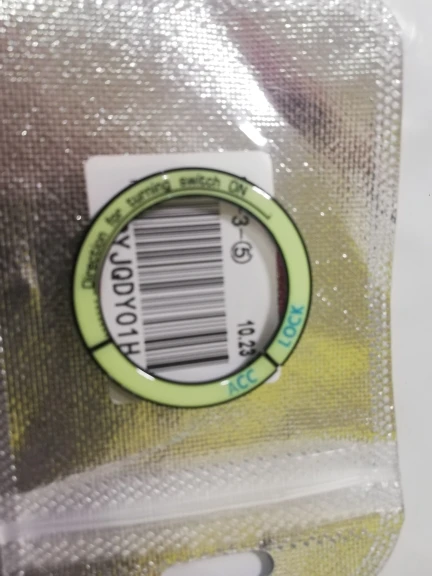 Direction for turning switch ON
LOCK
ACC
3-⑤
10.23
YJQDY01H